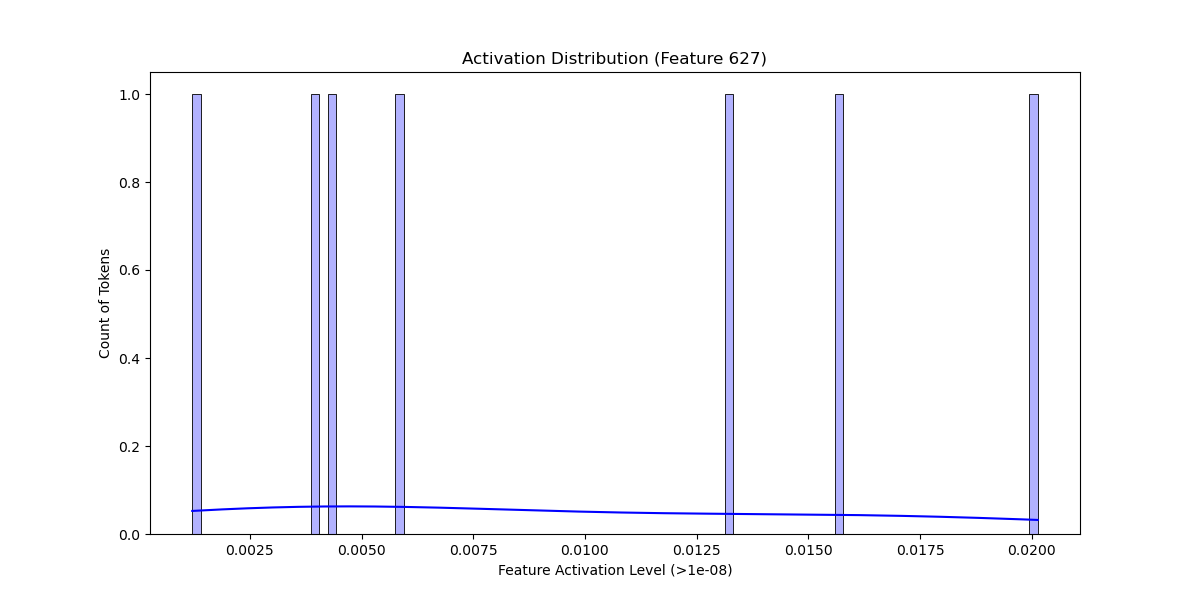 Activation Distribution (Feature 627)
Count of Tokens
1.0
0.8
0.6
0.4
0.2
0.0
0.0025 0.0050 0.0075 0.0100 0.0125 0.0150 0.0175 0.0200
Feature Activation Level (>1e-08)